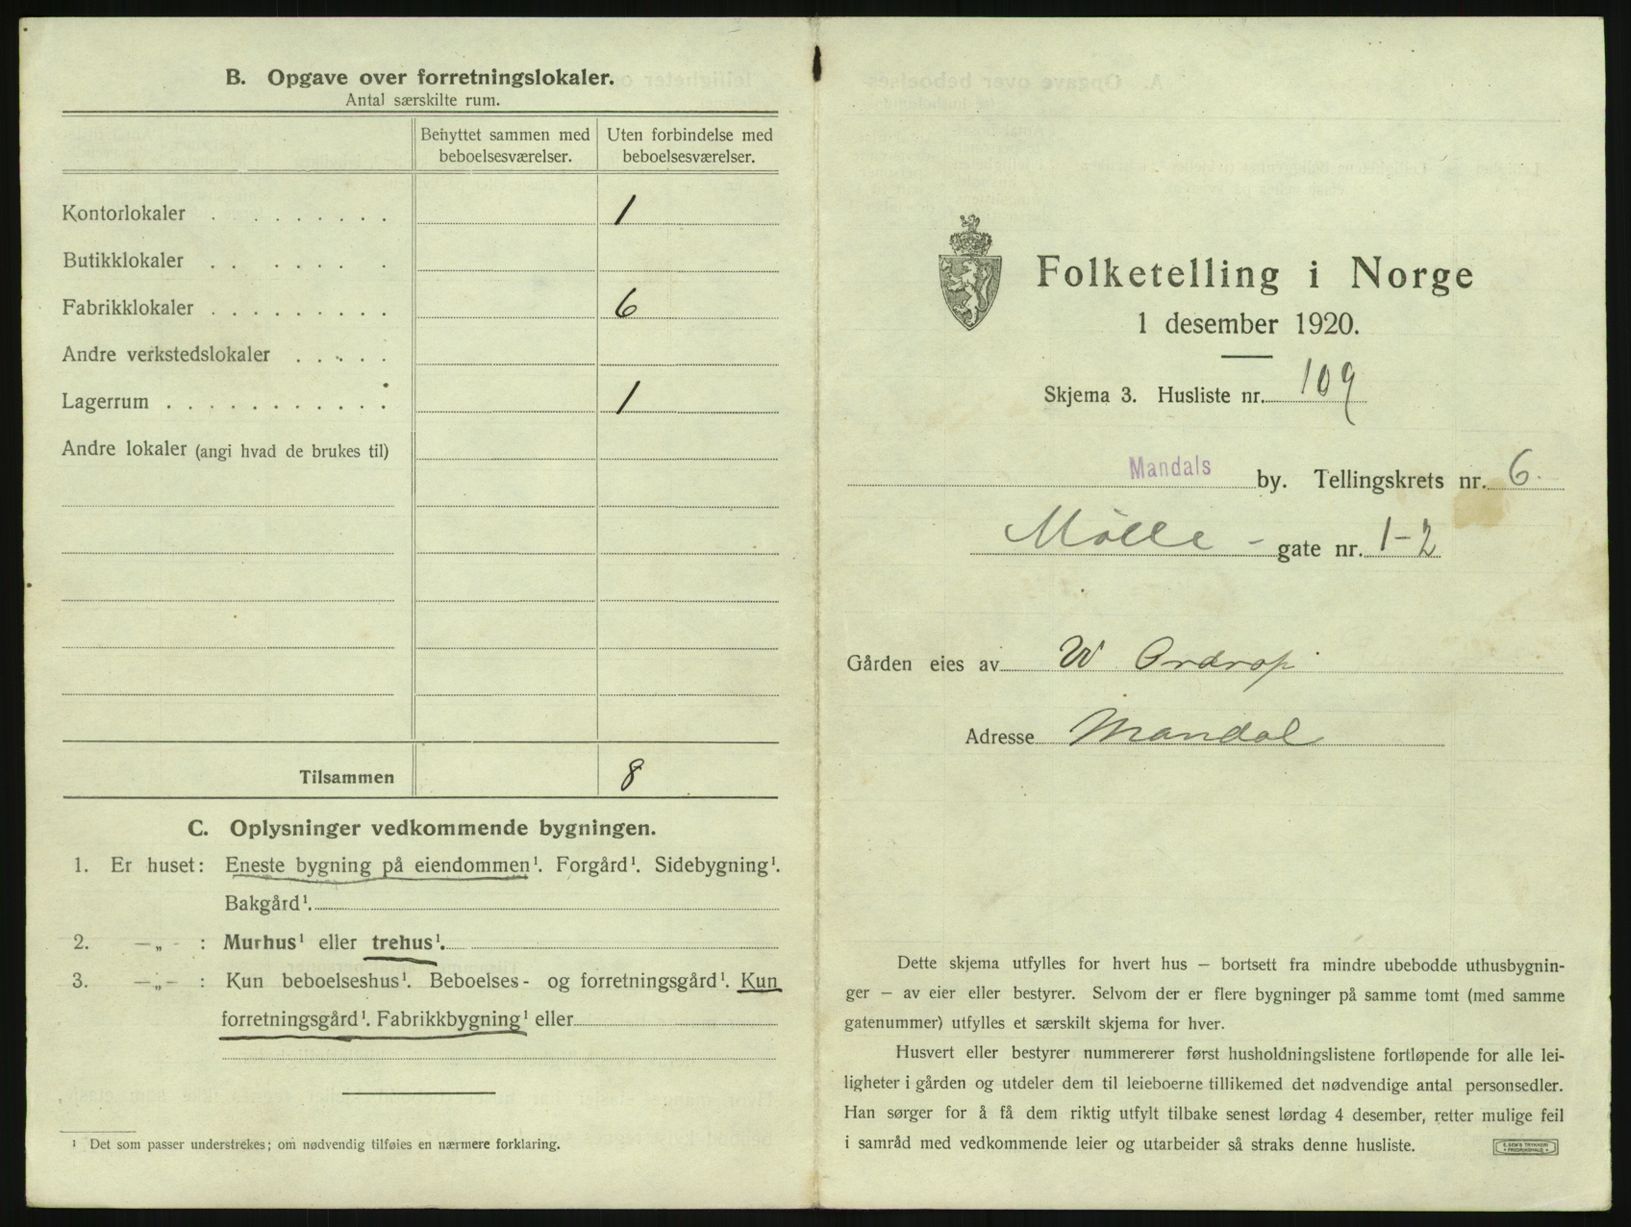 B. Opgave over forretningslokaler.
Antal særskilte rum.
Benyttet sammen med beboelsesværelser.
Uten forbindelse med beboelsesværelser.
Kontorlokaler . . . . . . . . . 1
Butikklokaler . . . . . . .
Fabrikklokaler . . . . . . . . . 6
Andre verkstedslokaler . . . . .
Lagerrum . . . . . . . . . . . 1
Andre lokaler (angi hvad de brukes til)
Tilsammen 8
C. Oplysninger vedkommende bygningen.
1. Er huset: Eneste bygning på eiendommen¹. Forgård¹. Sidebygning¹.
Bakgård¹.
2. —„— : Murhus¹ eller trehus¹.
3. —„— : Kun beboelseshus¹. Beboelses- og forretningsgård¹. Kun
forretningsgård¹. Fabrikkbygning¹ eller
¹ Det som passer understrekes; om nødvendig tilføies en nærmere forklaring.
Folketelling i Norge
1 desember 1920.
Skjema 3. Husliste nr. 109
Mandals by. Tellingskrets nr. 6.
Mølle - gate nr. 1-2
Gården eies av W Ordrop
Adresse Mandal
Dette skjema utfylles for hvert hus — bortsett fra mindre ubebodde uthusbygnin-
ger — av eier eller bestyrer. Selvom der er flere bygninger på samme tomt (med samme
gatenummer) utfylles et særskilt skjema for hver.
Husvert eller bestyrer nummererer først husholdningslistene fortløpende for alle lei-
ligheter i gården og utdeler dem til leieboerne tillikemed det nødvendige antal personsedler.
Han sørger for å få dem riktig utfylt tilbake senest lørdag 4 desember, retter mulige feil
i samråd med vedkommende leier og utarbeider så straks denne husliste.